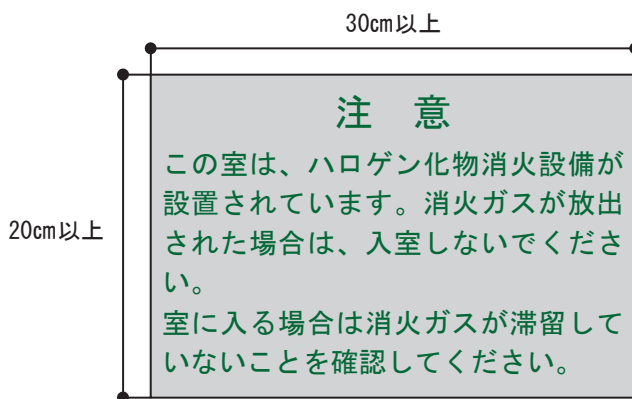 30cm以上
20cm以上
注　意
この室は、ハロゲン化物消火設備が
設置されています。消火ガスが放出
された場合は、入室しないでくださ
い。
室に入る場合は消火ガスが滞留して
いないことを確認してください。